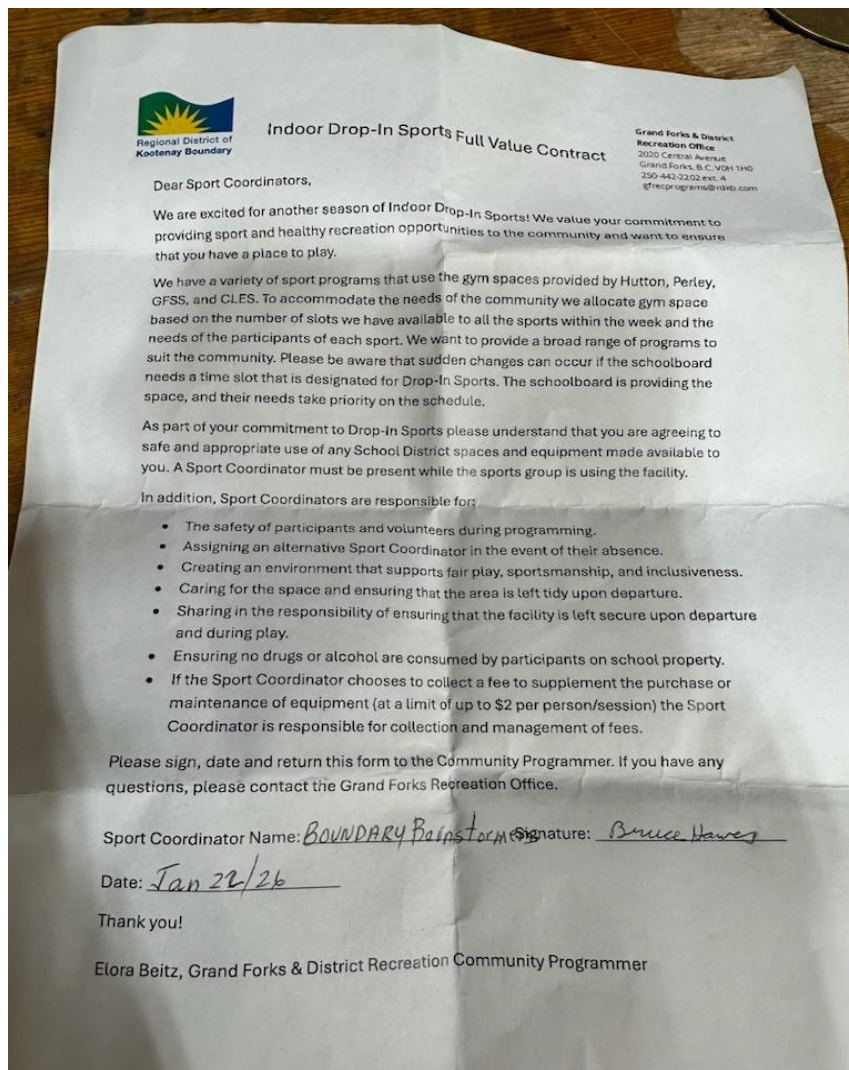 Regional District of
Kootenay Boundary
Indoor Drop-In Sports Full Value Contract
Grand Forks & District
Recreation Office
2020 Central Avenue
Grand Forks, B.C. V0H 1H0
250-442-2202 ext. 4
gfrecprograms@rdkb.com
Dear Sport Coordinators,
We are excited for another season of Indoor Drop-In Sports! We value your commitment to
providing sport and healthy recreation opportunities to the community and want to ensure
that you have a place to play.
We have a variety of sport programs that use the gym spaces provided by Hutton, Perley,
GFSS, and CLES. To accommodate the needs of the community we allocate gym space
based on the number of slots we have available to all the sports within the week and the
needs of the participants of each sport. We want to provide a broad range of programs to
suit the community. Please be aware that sudden changes can occur if the schoolboard
needs a time slot that is designated for Drop-In Sports. The schoolboard is providing the
space, and their needs take priority on the schedule.
As part of your commitment to Drop-In Sports please understand that you are agreeing to
safe and appropriate use of any School District spaces and equipment made available to
you. A Sport Coordinator must be present while the sports group is using the facility.
In addition, Sport Coordinators are responsible for:
• The safety of participants and volunteers during programming.
• Assigning an alternative Sport Coordinator in the event of their absence.
• Creating an environment that supports fair play, sportsmanship, and inclusiveness.
• Caring for the space and ensuring that the area is left tidy upon departure.
• Sharing in the responsibility of ensuring that the facility is left secure upon departure
and during play.
• Ensuring no drugs or alcohol are consumed by participants on school property.
• If the Sport Coordinator chooses to collect a fee to supplement the purchase or
maintenance of equipment (at a limit of up to $2 per person/session) the Sport
Coordinator is responsible for collection and management of fees.
Please sign, date and return this form to the Community Programmer. If you have any
questions, please contact the Grand Forks Recreation Office.
Sport Coordinator Name: BOUNDARY Signature: Bruce Hawes
Date: Jan 22/26
Thank you!
Elora Beitz, Grand Forks & District Recreation Community Programmer